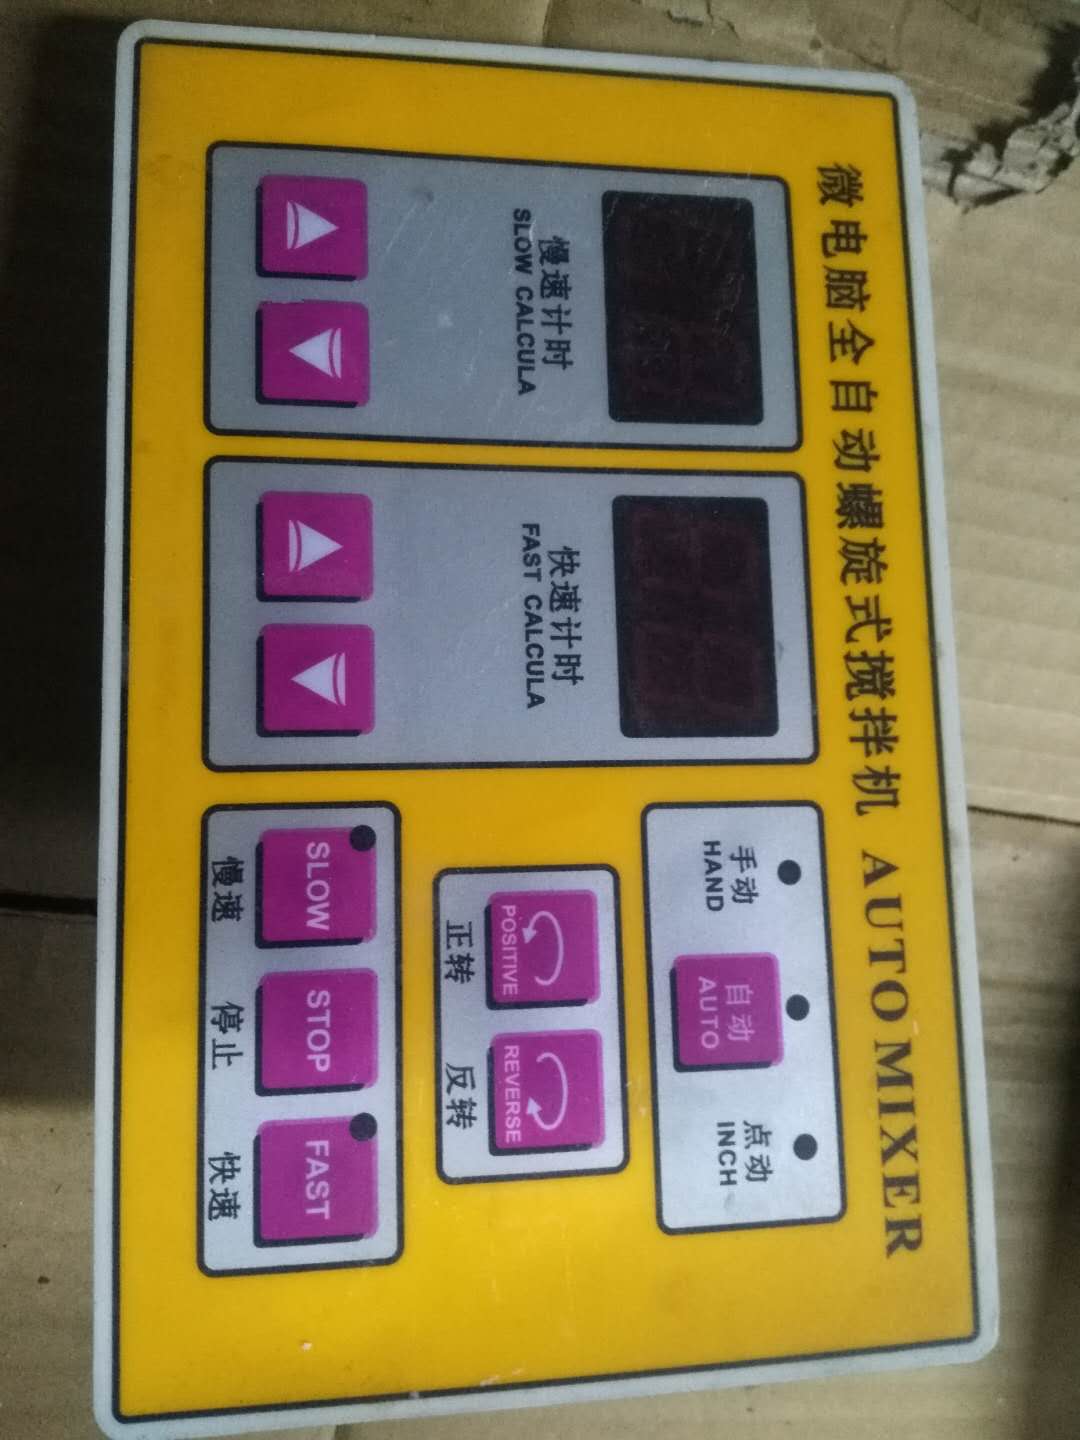 微电脑全自动螺旋式搅拌机 AUTO MIXER
慢速计时
SLOW CALCULA
快速计时
FAST CALCULA
手动
HAND
自动
AUTO
点动
INCH
POSITIVE
正转
REVERSE
反转
SLOW
慢速
STOP
停止
FAST
快速